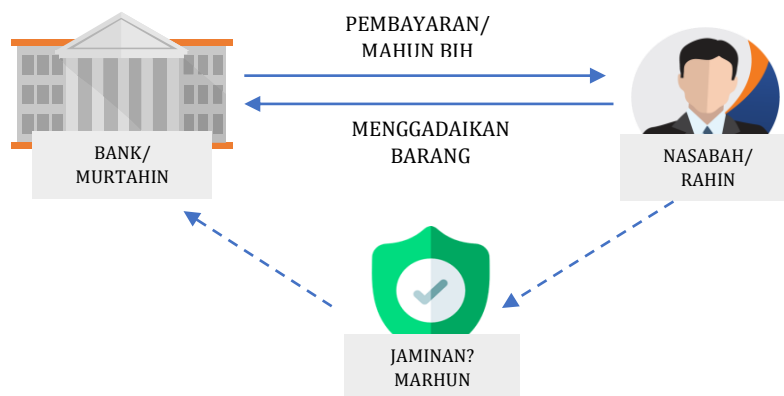 PEMBAYARAN/
MAHUN BIH
MENGGADAIKAN
BARANG
BANK/
MURTAHIN
NASABAH/
RAHIN
JAMINAN?
MARHUN